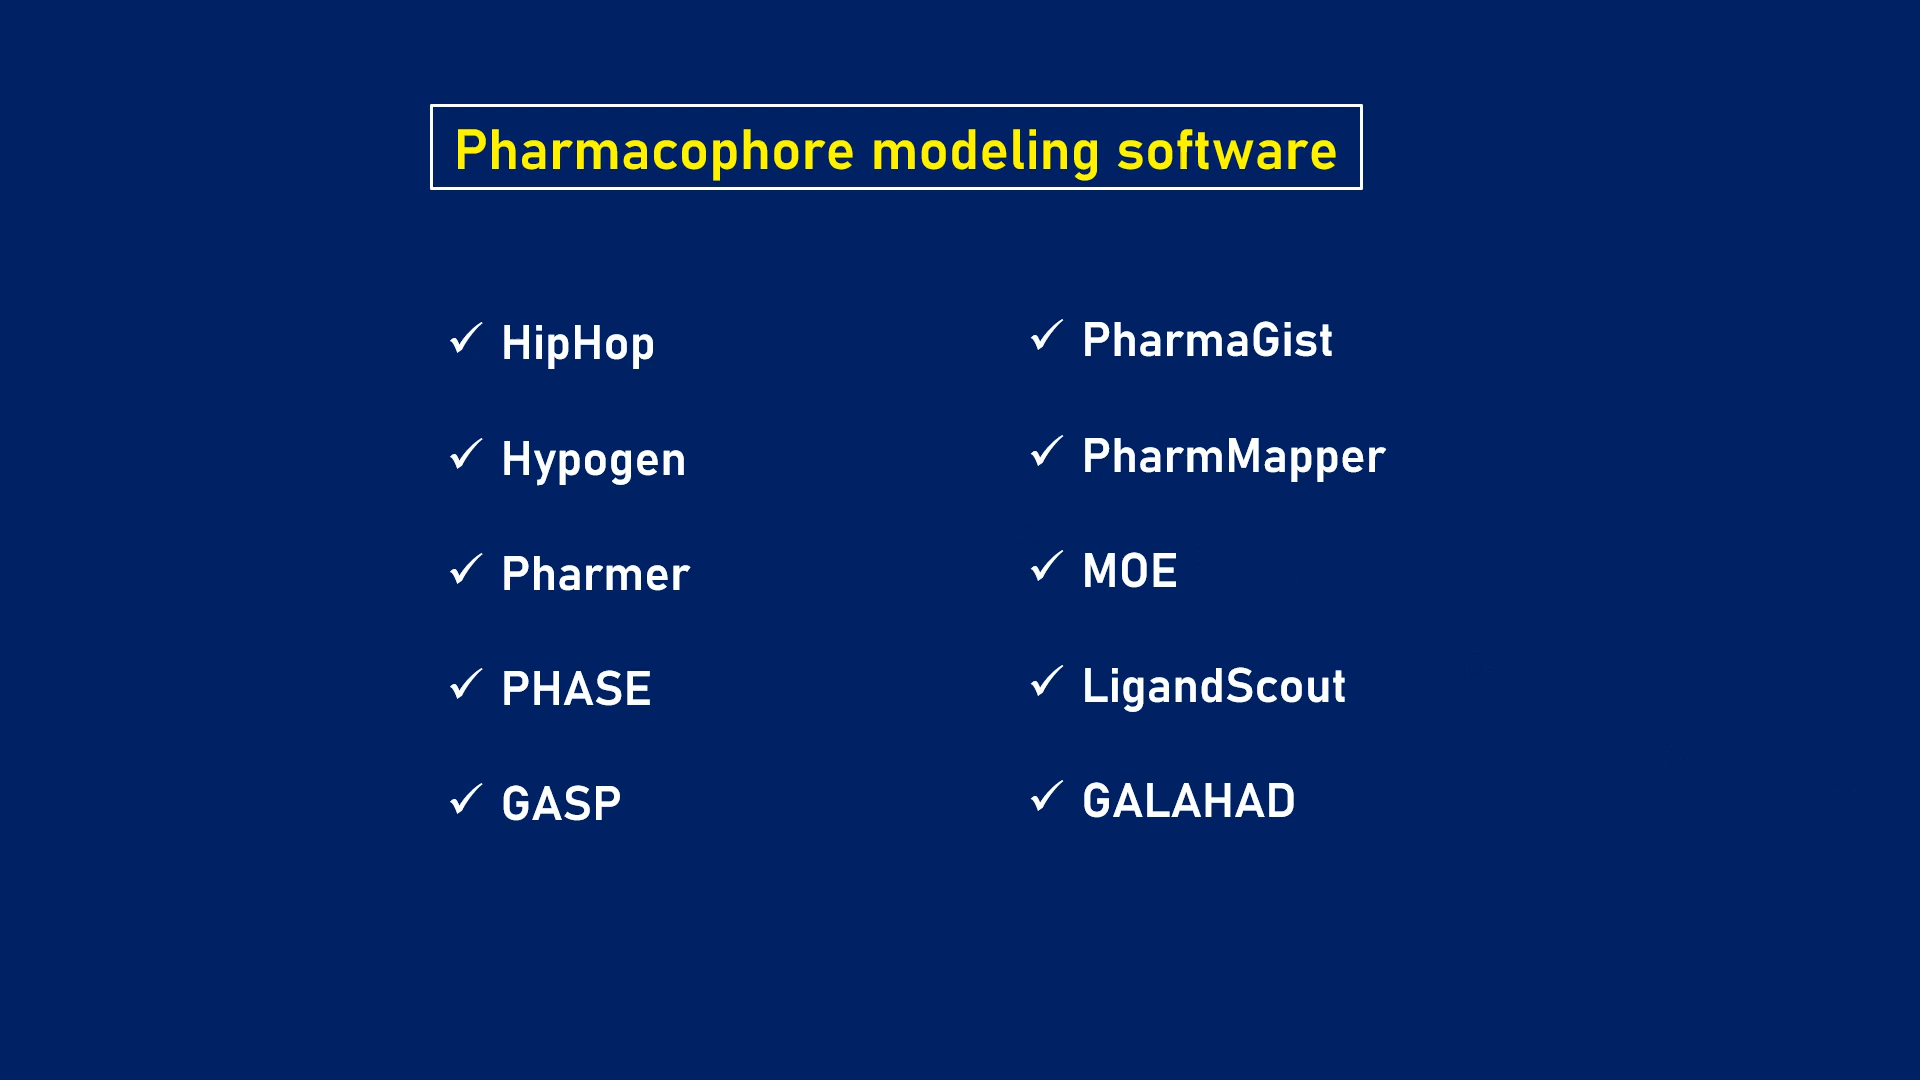 Pharmacophore modeling software
✓ HipHop
✓ Hypogen
✓ Pharmer
✓ PHASE
✓ GASP
✓ PharmaGist
✓ PharmMapper
✓ MOE
✓ LigandScout
✓ GALAHAD